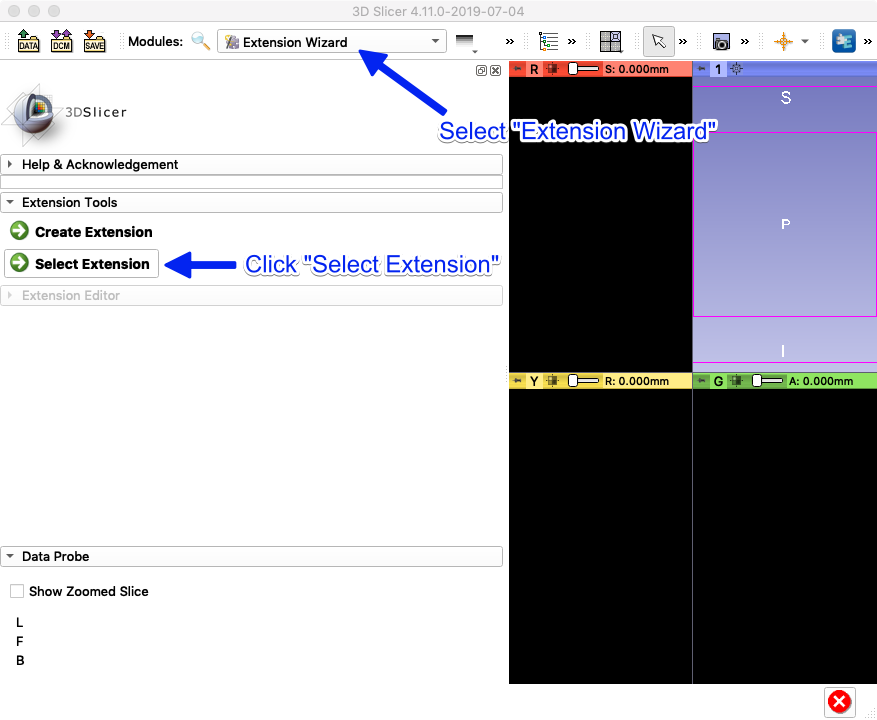 3D Slicer 4.11.0-2019-07-04
DATA
DCM
SAVE
Modules:
Extension Wizard
»
»
»
»
»
R
S: 0.000mm
1
3DSlicer
S
Select "Extension Wizard"
Help & Acknowledgement
Extension Tools
Create Extension
P
Select Extension
Click "Select Extension"
Extension Editor
I
Y
R: 0.000mm
G
A: 0.000mm
Data Probe
Show Zoomed Slice
L
F
B